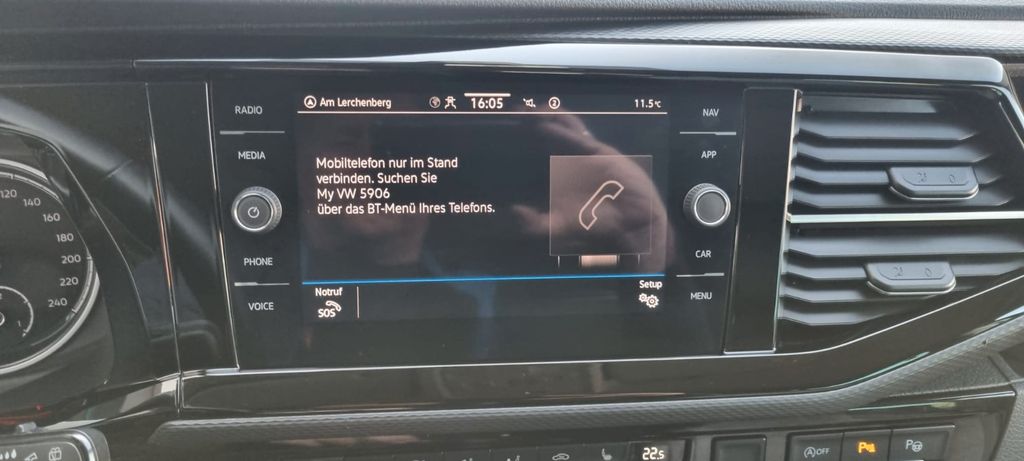 RADIO
MEDIA
PHONE
VOICE
Am Lerchenberg
16:05
2
11.5°C
Mobiltelefon nur im Stand
verbinden. Suchen Sie
My VW 5906
über das BT-Menü Ihres Telefons.
Notruf
SOS
Setup
NAV
APP
CAR
MENU
120
140
160
180
200
220
240
22.5
A OFF
P
P